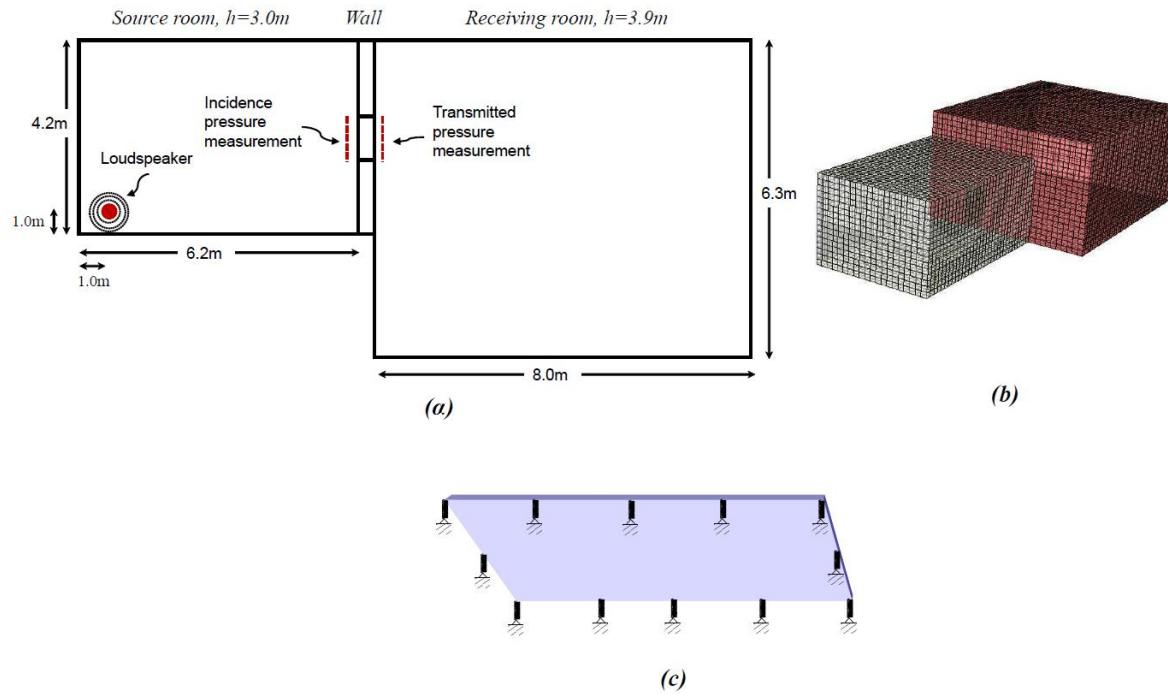 Source room, h=3.0m
Wall
Receiving room, h=3.9m
4.2m
Incidence
pressure
measurement
Transmitted
pressure
measurement
Loudspeaker
1.0m
6.2m
1.0m
6.3m
8.0m
(α)
(b)
(c)